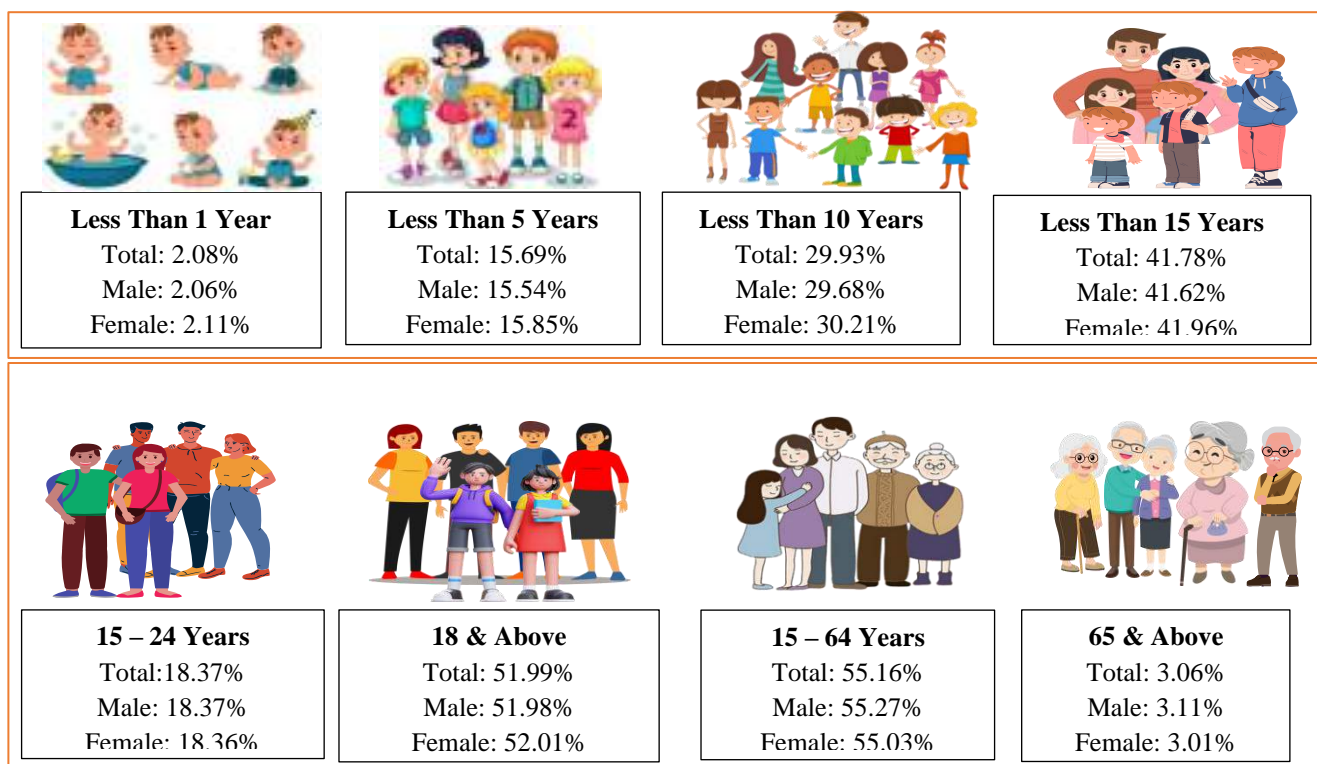 Less Than 1 Year
Total: 2.08%
Male: 2.06%
Female: 2.11%
Less Than 5 Years
Total: 15.69%
Male: 15.54%
Female: 15.85%
Less Than 10 Years
Total: 29.93%
Male: 29.68%
Female: 30.21%
Less Than 15 Years
Total: 41.78%
Male: 41.62%
Female: 41.96%
15 – 24 Years
Total:18.37%
Male: 18.37%
Female: 18.36%
18 & Above
Total: 51.99%
Male: 51.98%
Female: 52.01%
15 – 64 Years
Total: 55.16%
Male: 55.27%
Female: 55.03%
65 & Above
Total: 3.06%
Male: 3.11%
Female: 3.01%
2